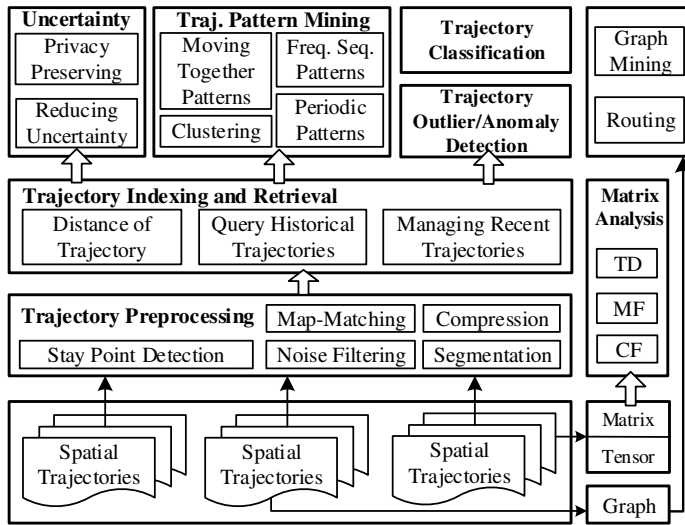 Uncertainty
Privacy
Preserving
Reducing
Uncertainty
Traj. Pattern Mining
Moving
Together
Patterns
Clustering
Freq. Seq.
Patterns
Periodic
Patterns
Trajectory
Classification
Trajectory
Outlier/Anomaly
Detection
Graph
Mining
Routing
Trajectory Indexing and Retrieval
Distance of
Trajectory
Query Historical
Trajectories
Managing Recent
Trajectories
Matrix
Analysis
TD
MF
CF
Trajectory Preprocessing
Map-Matching
Compression
Stay Point Detection
Noise Filtering
Segmentation
Spatial
Trajectories
Spatial
Trajectories
Spatial
Trajectories
Matrix
Tensor
Graph